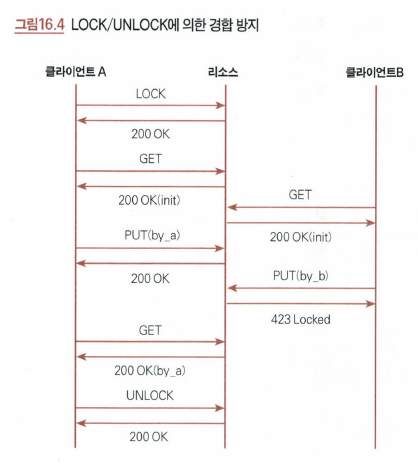 그림16.4 LOCK/UNLOCK에 의한 경합 방지
클라이언트 A 리소스 클라이언트B
LOCK
200 OK
GET
200 OK(init)
GET
PUT(by_a)
200 OK(init)
200 OK
PUT(by_b)
423 Locked
GET
200 OK(by_a)
UNLOCK
200 OK